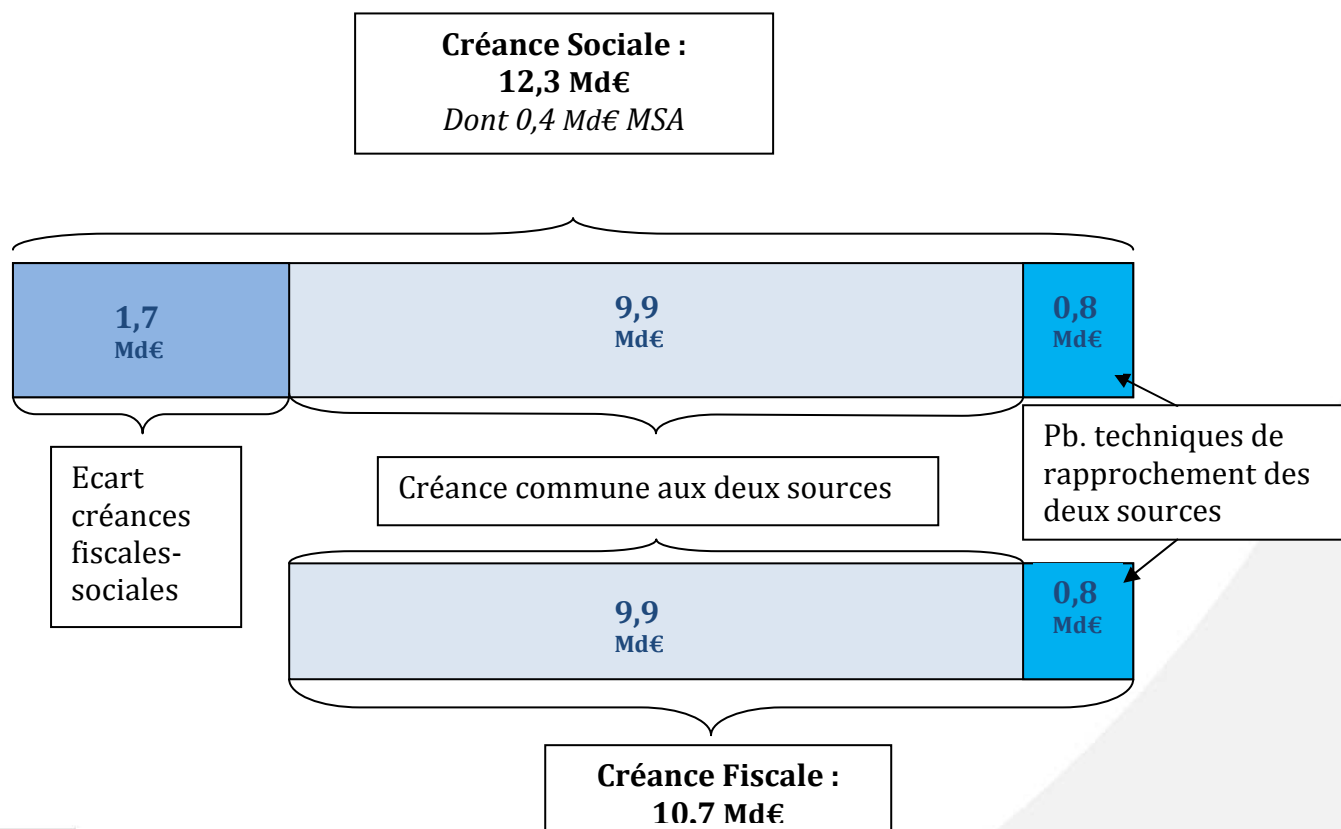 Créance Sociale :
12,3 Md€
Dont 0,4 Md€ MSA
1,7
Md€
9,9
Md€
0,8
Md€
Ecart
créances
fiscales-
sociales
Créance commune aux deux sources
Pb. techniques de
rapprochement des
deux sources
9,9
Md€
0,8
Md€
Créance Fiscale :
10,7 Md€